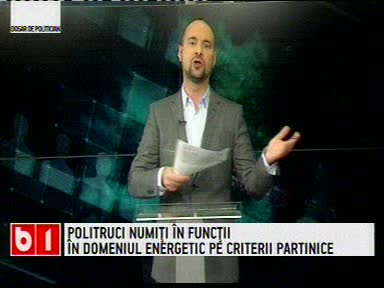 DOSAR DE POLITICIAN
b1
POLITRUCI NUMIȚI ÎN FUNCȚII
ÎN DOMENIUL ENERGETIC PE CRITERII PARTINICE